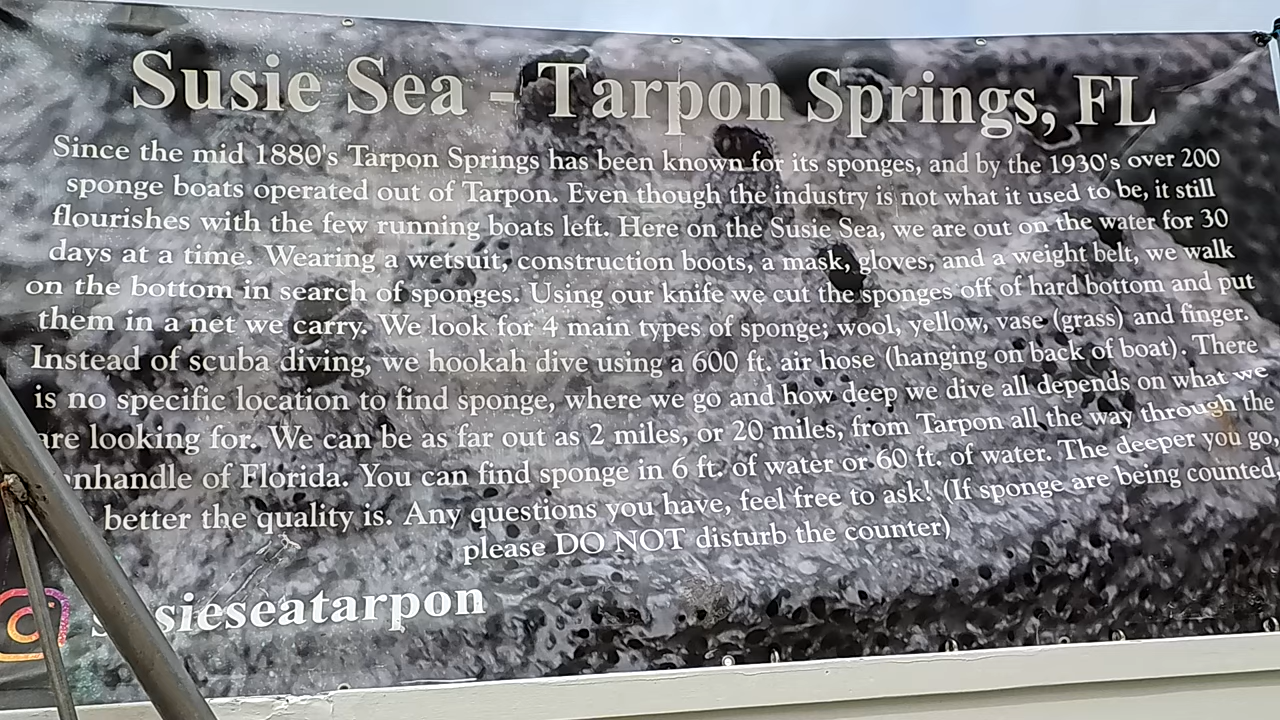 Susie Sea - Tarpon Springs, FL
Since the mid 1880's Tarpon Springs has been known for its sponges, and by the 1930's over 200
sponge boats operated out of Tarpon. Even though the industry is not what it used to be, it still
flourishes with the few running boats left. Here on the Susie Sea, we are out on the water for 30
days at a time. Wearing a wetsuit, construction boots, a mask, gloves, and a weight belt, we walk
on the bottom in search of sponges. Using our knife we cut the sponges off of hard bottom and put
them in a net we carry. We look for 4 main types of sponge; wool, yellow, vase (grass) and finger.
Instead of scuba diving, we hookah dive using a 600 ft. air hose (hanging on back of boat). There
is no specific location to find sponge, where we go and how deep we dive all depends on what we
are looking for. We can be as far out as 2 miles, or 20 miles, from Tarpon all the way through the
nhandle of Florida. You can find sponge in 6 ft. of water or 60 ft. of water. The deeper you go,
better the quality is. Any questions you have, feel free to ask! (If sponge are being counted,
please DO NOT disturb the counter)
sieseatarpon